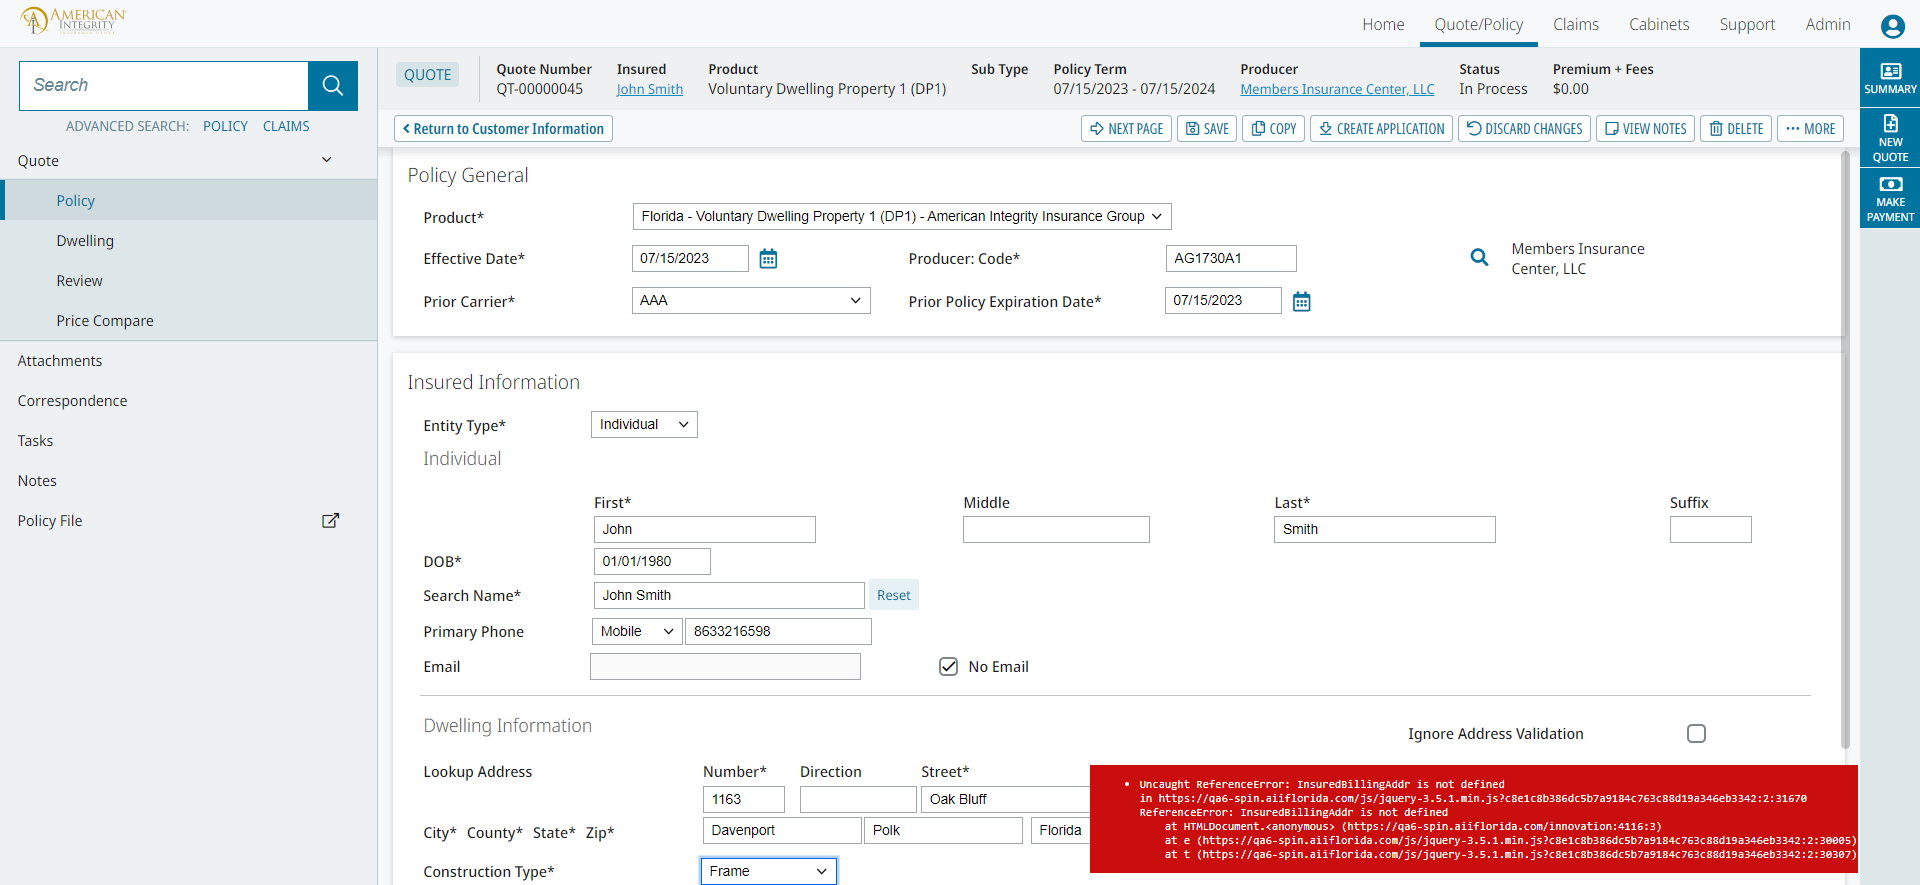 AMERICAN
INTEGRITY
INSURANCE GROUP
Home Quote/Policy Claims Cabinets Support Admin
Search
ADVANCED SEARCH: POLICY CLAIMS
Quote
Policy
Dwelling
Review
Price Compare
Attachments
Correspondence
Tasks
Notes
Policy File
QUOTE
Quote Number Insured Product Sub Type Policy Term Producer Status Premium + Fees
QT-00000045 John Smith Voluntary Dwelling Property 1 (DP1) 07/15/2023 - 07/15/2024 Members Insurance Center, LLC In Process $0.00
Return to Customer Information
NEXT PAGE SAVE COPY CREATE APPLICATION DISCARD CHANGES VIEW NOTES DELETE MORE
SUMMARY
NEW
QUOTE
MAKE
PAYMENT
Policy General
Product* Florida - Voluntary Dwelling Property 1 (DP1) - American Integrity Insurance Group
Effective Date* 07/15/2023 Producer: Code* AG1730A1 Members Insurance
Center, LLC
Prior Carrier* AAA Prior Policy Expiration Date* 07/15/2023
Insured Information
Entity Type* Individual
Individual
First* Middle Last* Suffix
John Smith
DOB* 01/01/1980
Search Name* John Smith Reset
Primary Phone Mobile 8633216598
Email No Email
Dwelling Information
Ignore Address Validation
Lookup Address Number* Direction Street*
1163 Oak Bluff
City* County* State* Zip* Davenport Polk Florida
Construction Type* Frame
• Uncaught ReferenceError: InsuredBillingAddr is not defined
in https://qa6-spin.aiiflorida.com/js/jquery-3.5.1.min.js?c8e1c8b386dc5b7a9184c763c88d19a346eb3342:2:31670
ReferenceError: InsuredBillingAddr is not defined
at HTMLDocument.<anonymous> (https://qa6-spin.aiiflorida.com/innovation:4116:3)
at e (https://qa6-spin.aiiflorida.com/js/jquery-3.5.1.min.js?c8e1c8b386dc5b7a9184c763c88d19a346eb3342:2:30005)
at t (https://qa6-spin.aiiflorida.com/js/jquery-3.5.1.min.js?c8e1c8b386dc5b7a9184c763c88d19a346eb3342:2:30307)